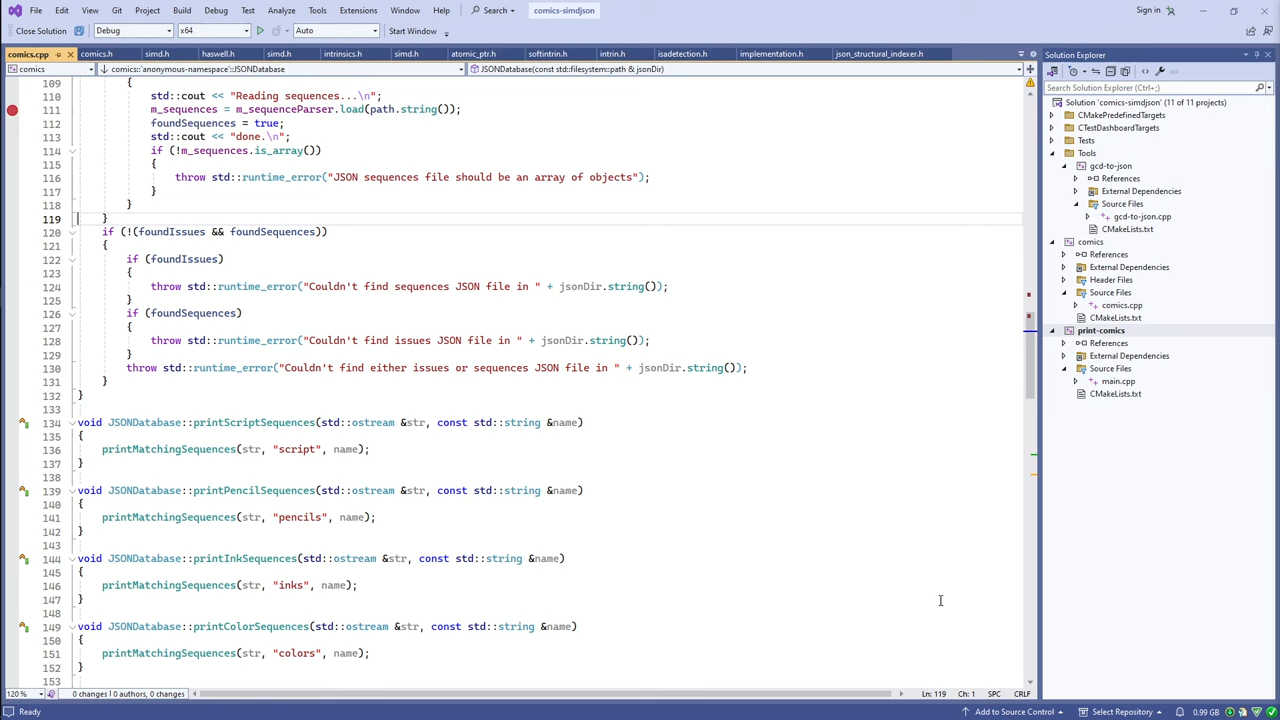 File Edit View Git Project Build Debug Test Analyze Tools Extensions Window Help Search comics-simdjson Sign in
Close Solution Debug x64 Auto Start Window
comics.cpp comics.h simd.h haswell.h simd.h intrinsics.h simd.h atomic_ptr.h softintrin.h intrin.h isadetection.h implementation.h json_structural_indexer.h
comics comics::`anonymous-namespace'::JSONDatabase JSONDatabase(const std::filesystem::path & jsonDir)
109 {
110 std::cout << "Reading sequences...\n";
111 m_sequences = m_sequenceParser.load(path.string());
112 foundSequences = true;
113 std::cout << "done.\n";
114 if (!m_sequences.is_array())
115 {
116 throw std::runtime_error("JSON sequences file should be an array of objects");
117 }
118 }
119 }
120 if (!(foundIssues && foundSequences))
121 {
122 if (foundIssues)
123 {
124 throw std::runtime_error("Couldn't find sequences JSON file in " + jsonDir.string());
125 }
126 if (foundSequences)
127 {
128 throw std::runtime_error("Couldn't find issues JSON file in " + jsonDir.string());
129 }
130 throw std::runtime_error("Couldn't find either issues or sequences JSON file in " + jsonDir.string());
131 }
132 }
133
134 void JSONDatabase::printScriptSequences(std::ostream &str, const std::string &name)
135 {
136 printMatchingSequences(str, "script", name);
137 }
138
139 void JSONDatabase::printPencilSequences(std::ostream &str, const std::string &name)
140 {
141 printMatchingSequences(str, "pencils", name);
142 }
143
144 void JSONDatabase::printInkSequences(std::ostream &str, const std::string &name)
145 {
146 printMatchingSequences(str, "inks", name);
147 }
148
149 void JSONDatabase::printColorSequences(std::ostream &str, const std::string &name)
150 {
151 printMatchingSequences(str, "colors", name);
152 }
153
120 % 0 changes | 0 authors, 0 changes Ln: 119 Ch: 1 SPC CRLF
Solution Explorer
Search Solution Explorer (Ctrl+;)
Solution 'comics-simdjson' (11 of 11 projects)
CMakePredefinedTargets
CTestDashboardTargets
Tests
Tools
gcd-to-json
References
External Dependencies
Source Files
gcd-to-json.cpp
CMakeLists.txt
comics
References
External Dependencies
Header Files
Source Files
comics.cpp
CMakeLists.txt
print-comics
References
External Dependencies
Source Files
main.cpp
CMakeLists.txt
Ready Add to Source Control Select Repository 0.99 GB